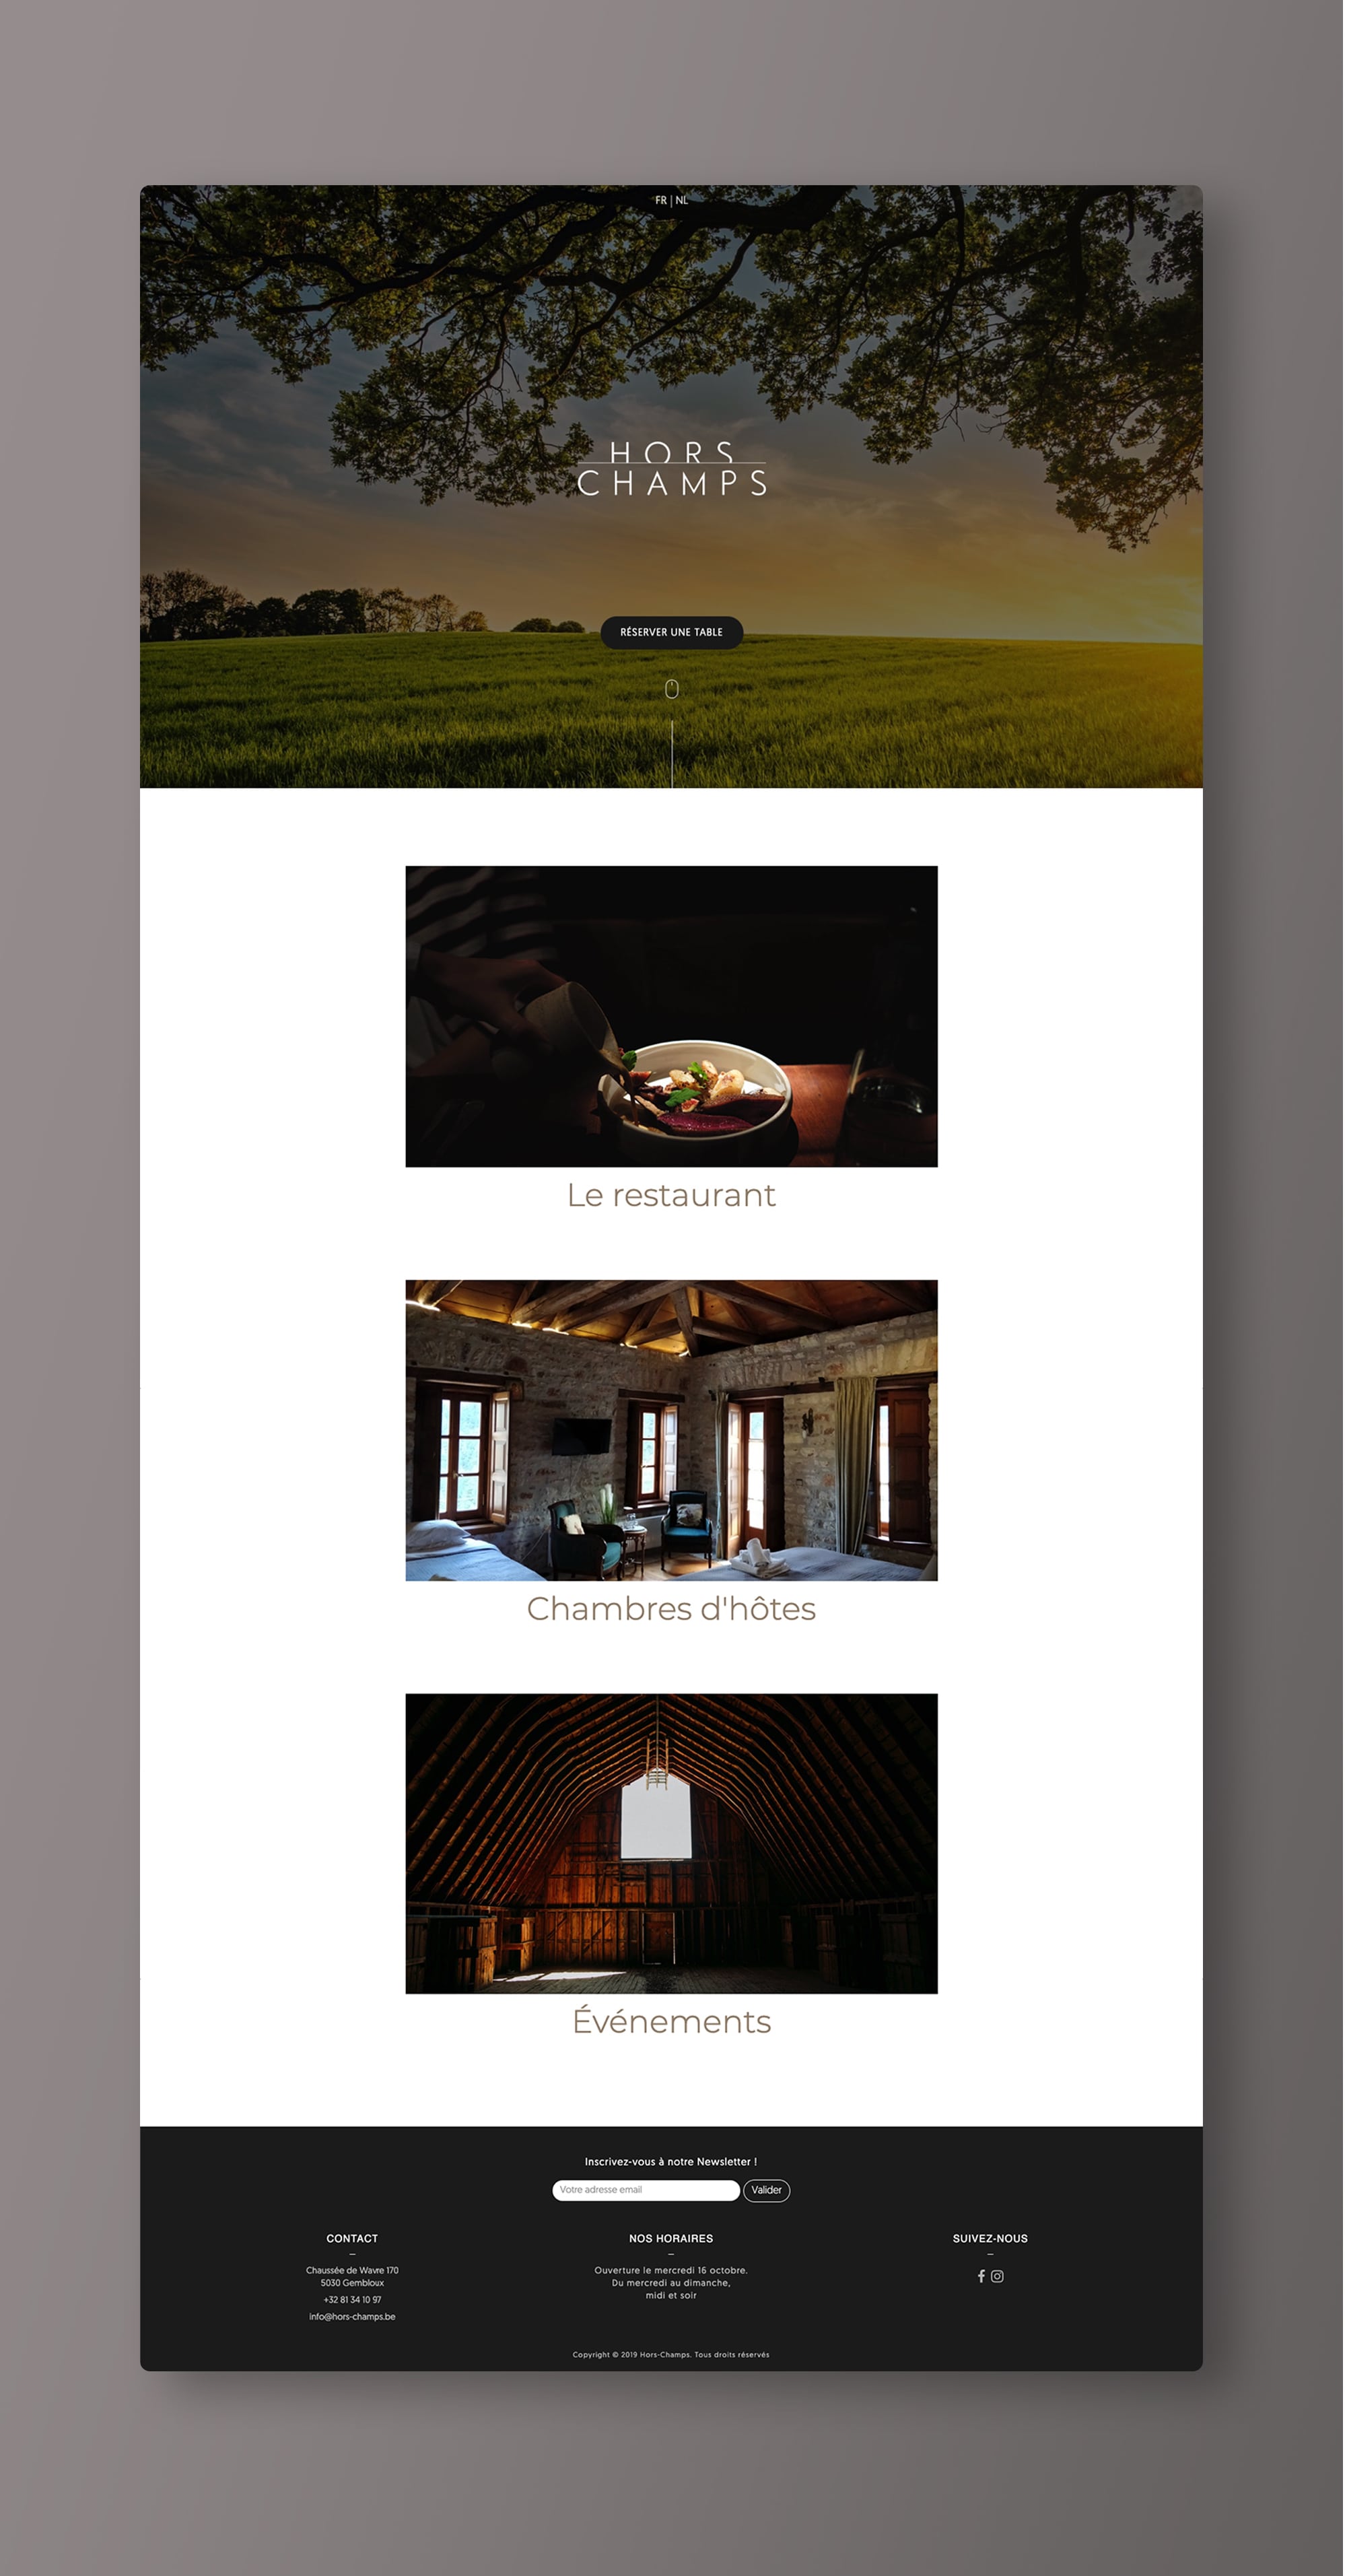 FR | NL
HORS
CHAMPS
RÉSERVER UNE TABLE
Le restaurant
Chambres d'hôtes
Événements
Inscrivez-vous à notre Newsletter !
Votre adresse email
Valider
CONTACT
Chaussée de Wavre 170
5030 Gembloux
+32 81 34 10 97
info@hors-champs.be
NOS HORAIRES
Ouverture le mercredi 16 octobre.
Du mercredi au dimanche,
midi et soir
SUIVEZ-NOUS
Copyright © 2019 Hors-Champs. Tous droits réservés